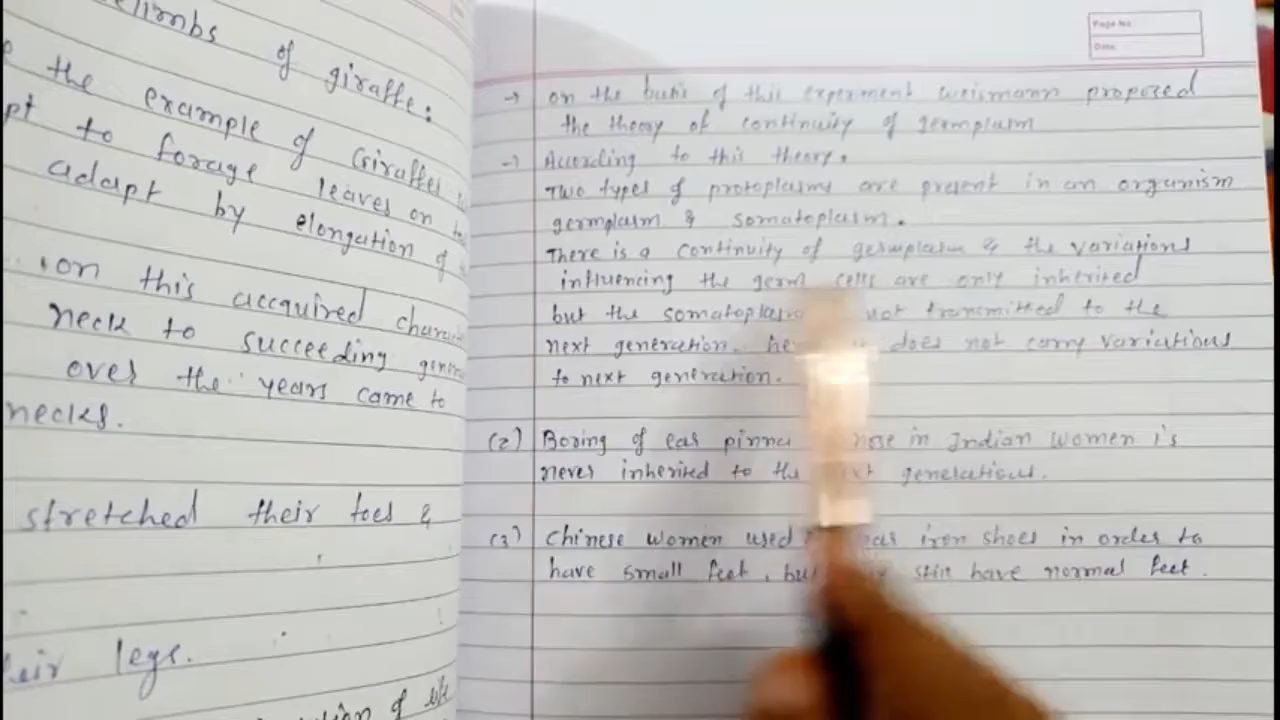 limbs of giraffe:
the example of Giraffes
pt to forage leaves on
adapt by elongation of
on this accquired charac
neck to succeeding gene
over the years came to
necks.
stretched their toes &
their legs.
of
Page No
Date
→ on the basis of this experiment weismann proposed
the theory of continuity of germplasm
→ According to this theory.
Two types of protoplasms are present in an organism
germplasm & somatoplasm.
There is a continuity of germplasm & the variations
influencing the germ cells are only inherited
but the somatoplasm not transmitted to the
next generation. does not carry variations
to next generation.
(2) Boring of ear pinna nose in Indian women is
never inherited to the next generations.
(3) Chinese women used iron shoes in order to
have small feet, but still have normal feet.